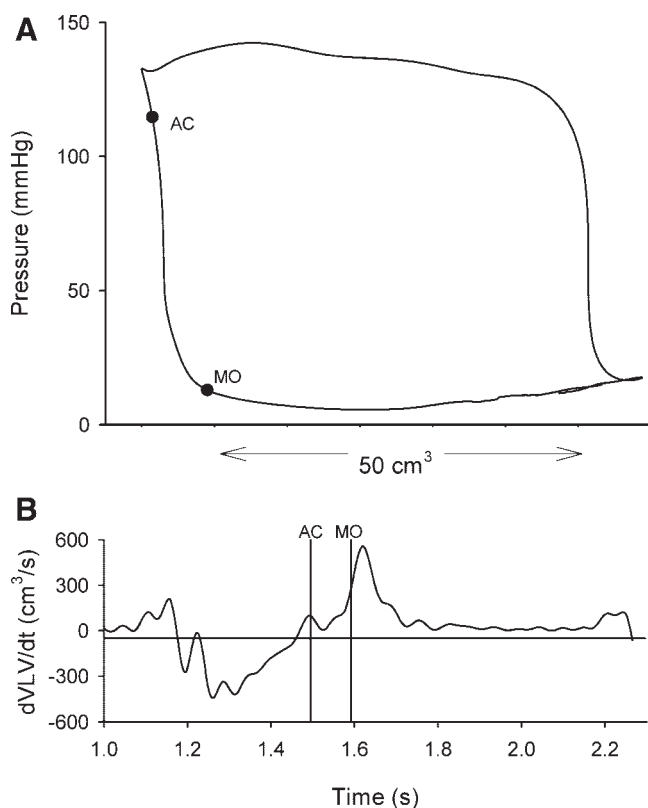 A
150
100
50
0
Pressure (mmHg)
AC
MO
50 cm³
B
AC MO
600
300
0
-300
-600
dVLV/dt (cm³/s)
1.0 1.2 1.4 1.6 1.8 2.0 2.2
Time (s)